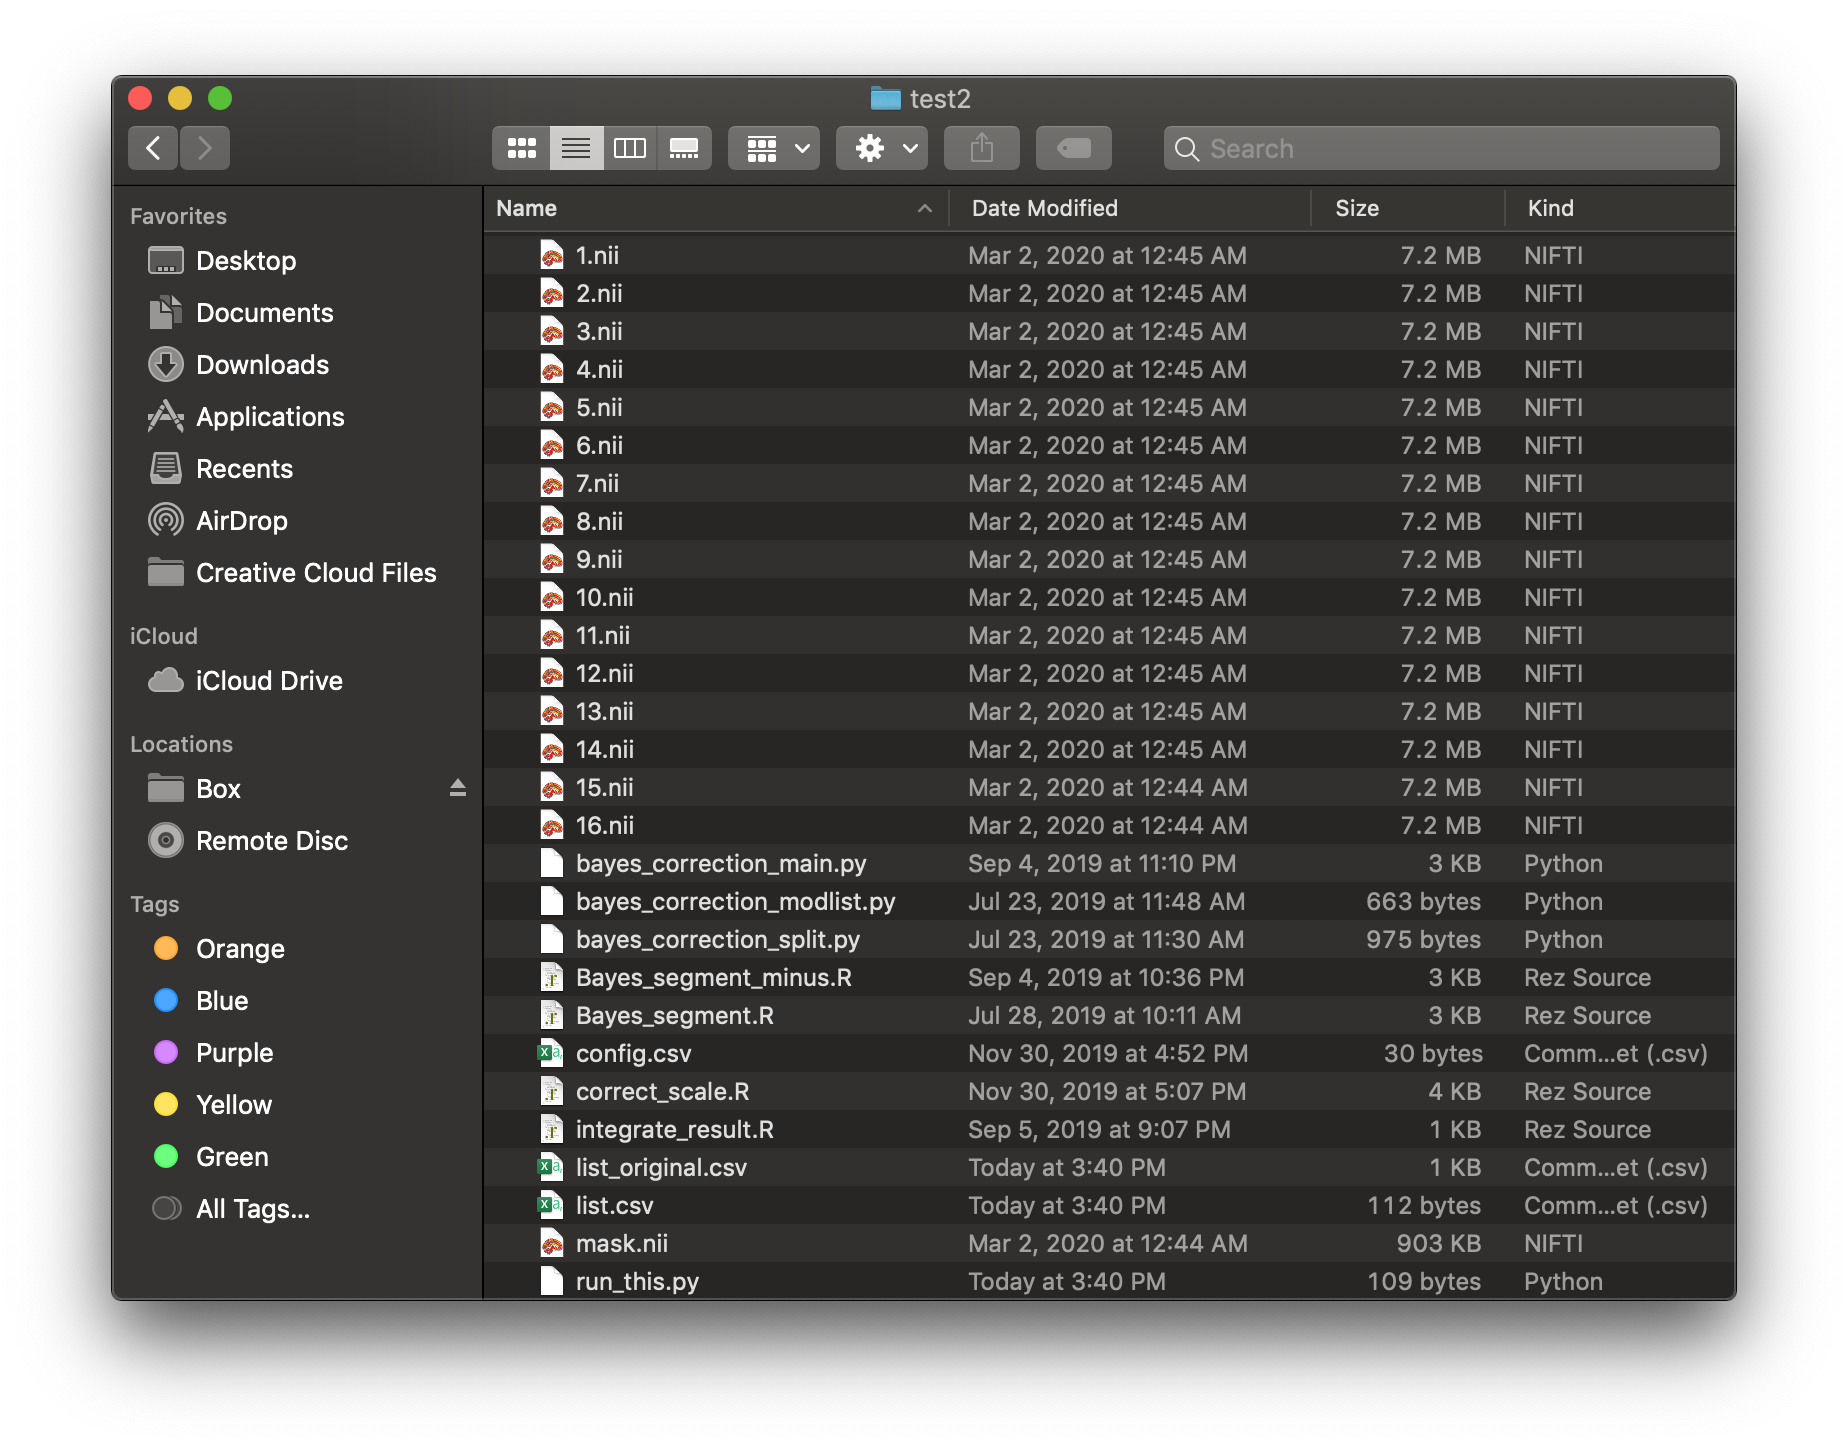 test2
Search
Favorites
Desktop
Documents
Downloads
Applications
Recents
AirDrop
Creative Cloud Files
iCloud
iCloud Drive
Locations
Box
Remote Disc
Tags
Orange
Blue
Purple
Yellow
Green
All Tags...
Name Date Modified Size Kind
1.nii Mar 2, 2020 at 12:45 AM 7.2 MB NIFTI
2.nii Mar 2, 2020 at 12:45 AM 7.2 MB NIFTI
3.nii Mar 2, 2020 at 12:45 AM 7.2 MB NIFTI
4.nii Mar 2, 2020 at 12:45 AM 7.2 MB NIFTI
5.nii Mar 2, 2020 at 12:45 AM 7.2 MB NIFTI
6.nii Mar 2, 2020 at 12:45 AM 7.2 MB NIFTI
7.nii Mar 2, 2020 at 12:45 AM 7.2 MB NIFTI
8.nii Mar 2, 2020 at 12:45 AM 7.2 MB NIFTI
9.nii Mar 2, 2020 at 12:45 AM 7.2 MB NIFTI
10.nii Mar 2, 2020 at 12:45 AM 7.2 MB NIFTI
11.nii Mar 2, 2020 at 12:45 AM 7.2 MB NIFTI
12.nii Mar 2, 2020 at 12:45 AM 7.2 MB NIFTI
13.nii Mar 2, 2020 at 12:45 AM 7.2 MB NIFTI
14.nii Mar 2, 2020 at 12:45 AM 7.2 MB NIFTI
15.nii Mar 2, 2020 at 12:44 AM 7.2 MB NIFTI
16.nii Mar 2, 2020 at 12:44 AM 7.2 MB NIFTI
bayes_correction_main.py Sep 4, 2019 at 11:10 PM 3 KB Python
bayes_correction_modlist.py Jul 23, 2019 at 11:48 AM 663 bytes Python
bayes_correction_split.py Jul 23, 2019 at 11:30 AM 975 bytes Python
Bayes_segment_minus.R Sep 4, 2019 at 10:36 PM 3 KB Rez Source
Bayes_segment.R Jul 28, 2019 at 10:11 AM 3 KB Rez Source
config.csv Nov 30, 2019 at 4:52 PM 30 bytes Comm...et (.csv)
correct_scale.R Nov 30, 2019 at 5:07 PM 4 KB Rez Source
integrate_result.R Sep 5, 2019 at 9:07 PM 1 KB Rez Source
list_original.csv Today at 3:40 PM 1 KB Comm...et (.csv)
list.csv Today at 3:40 PM 112 bytes Comm...et (.csv)
mask.nii Mar 2, 2020 at 12:44 AM 903 KB NIFTI
run_this.py Today at 3:40 PM 109 bytes Python